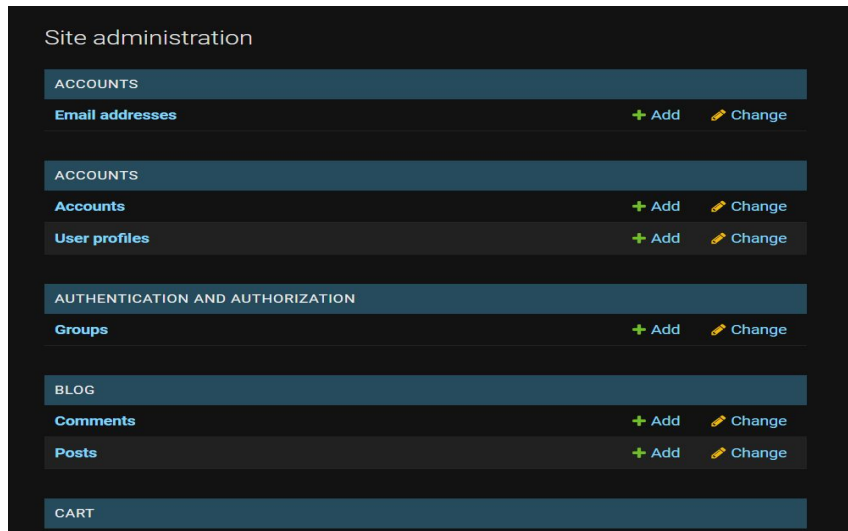 Site administration
ACCOUNTS
Email addresses Add Change
ACCOUNTS
Accounts Add Change
User profiles Add Change
AUTHENTICATION AND AUTHORIZATION
Groups Add Change
BLOG
Comments Add Change
Posts Add Change
CART